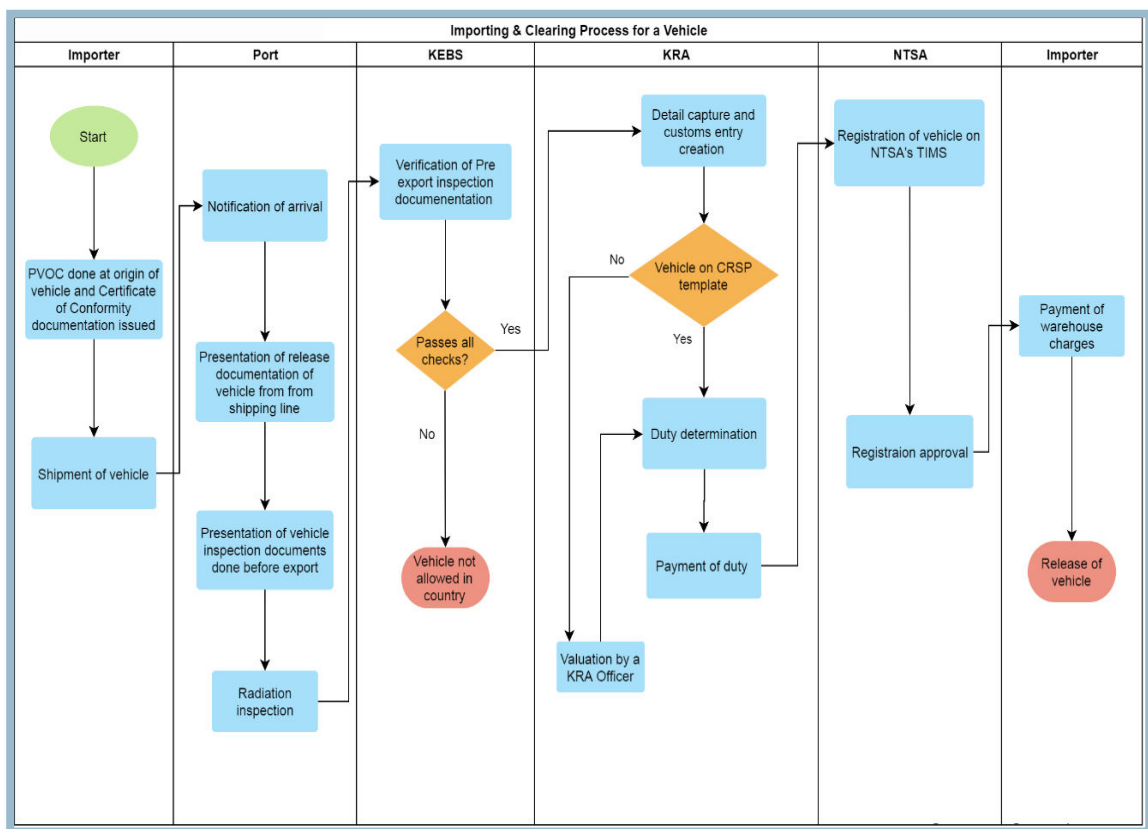 Importing & Clearing Process for a Vehicle
Importer
Port
KEBS
KRA
NTSA
Importer
Start
PVOC done at origin of
vehicle and Certificate
of Conformity
documentation issued
Shipment of vehicle
Notification of arrival
Presentation of release
documentation of
vehicle from from
shipping line
Presentation of vehicle
inspection documents
done before export
Radiation
inspection
Verification of Pre
export inspection
documenentation
Passes all
checks?
Yes
No
Vehicle not
allowed in
country
Detail capture and
customs entry
creation
Vehicle on CRSP
template
No
Yes
Duty determination
Payment of duty
Valuation by a
KRA Officer
Registration of vehicle on
NTSA's TIMS
Registraion approval
Payment of
warehouse
charges
Release of
vehicle